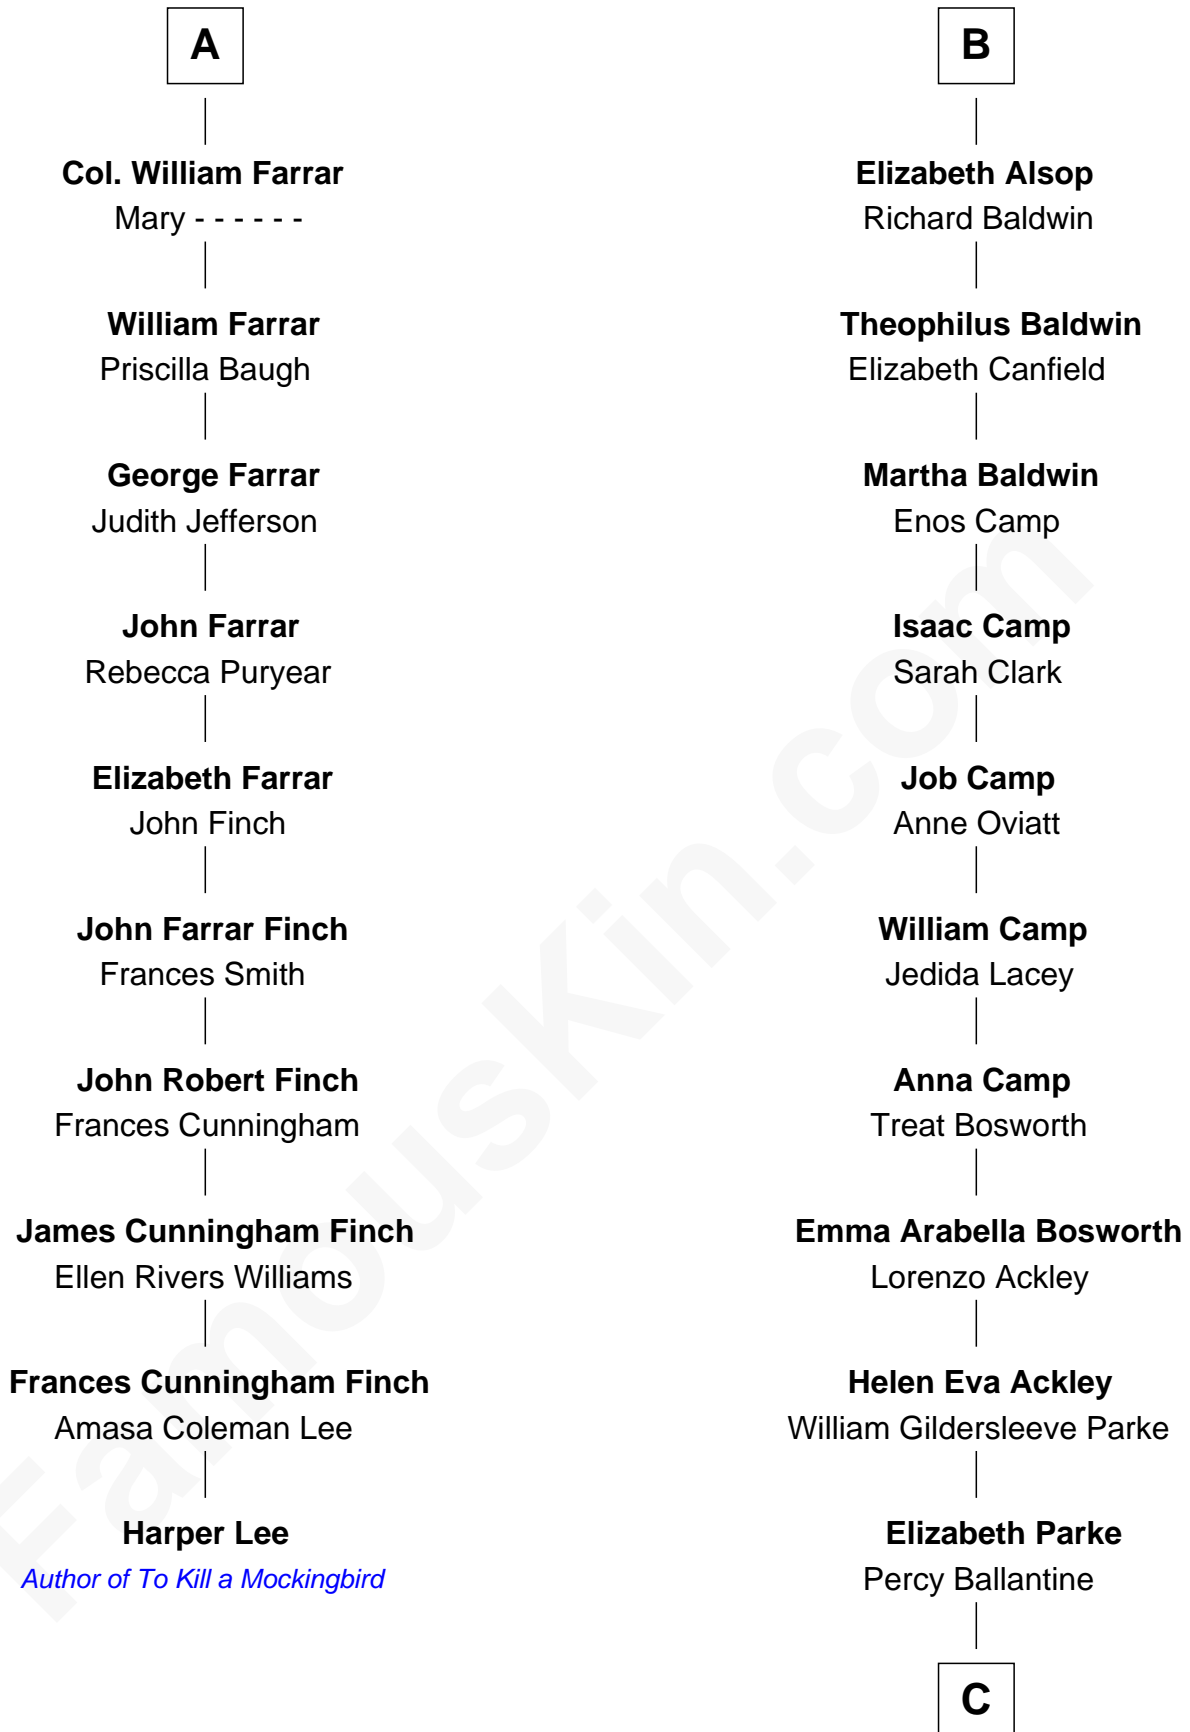 A
Col. William Farrar
Mary - - - - - -
William Farrar
Priscilla Baugh
George Farrar
Judith Jefferson
John Farrar
Rebecca Puryear
Elizabeth Farrar
John Finch
John Farrar Finch
Frances Smith
John Robert Finch
Frances Cunningham
James Cunningham Finch
Ellen Rivers Williams
Frances Cunningham Finch
Amasa Coleman Lee
Harper Lee
Author of To Kill a Mockingbird
B
Elizabeth Alsop
Richard Baldwin
Theophilus Baldwin
Elizabeth Canfield
Martha Baldwin
Enos Camp
Isaac Camp
Sarah Clark
Job Camp
Anne Oviatt
William Camp
Jedida Lacey
Anna Camp
Treat Bosworth
Emma Arabella Bosworth
Lorenzo Ackley
Helen Eva Ackley
William Gildersleeve Parke
Elizabeth Parke
Percy Ballantine
C
FamousKin.com